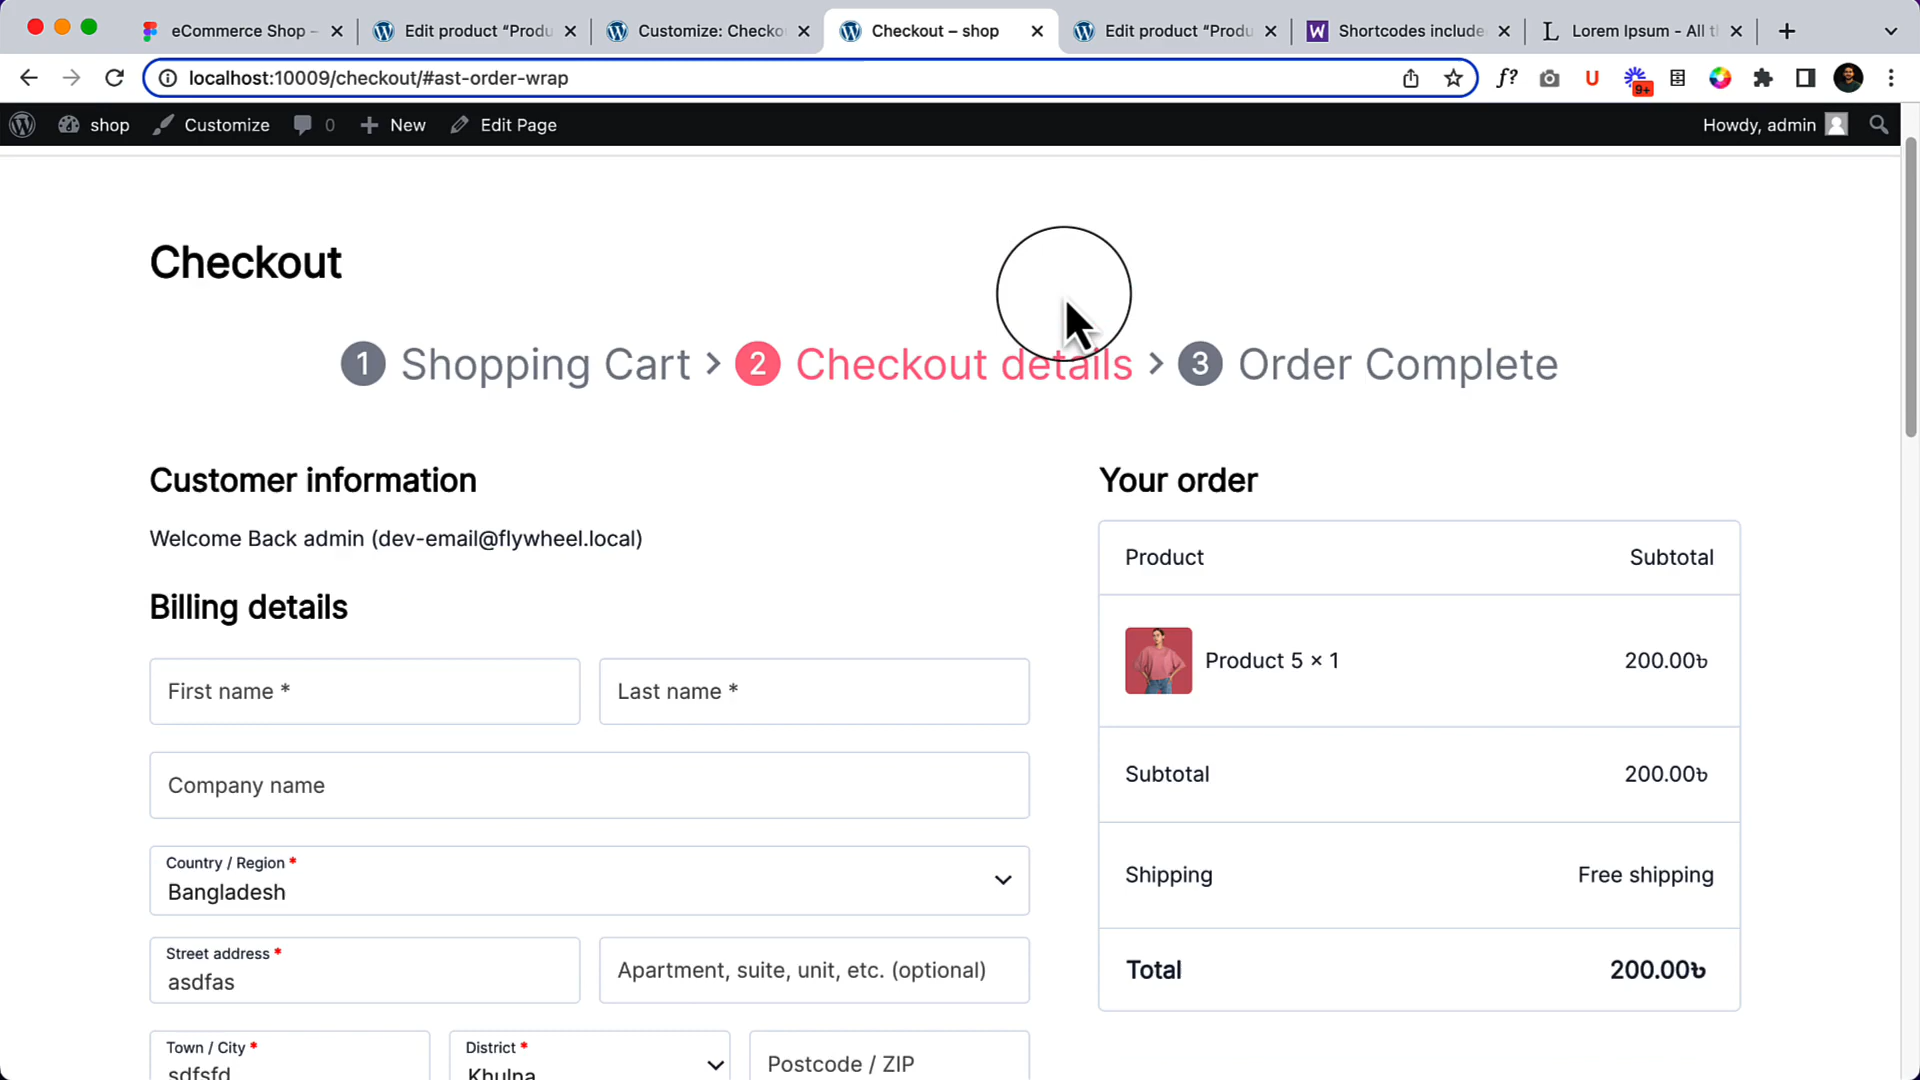 eCommerce Shop –
Edit product “Produ
Customize: Checko
Checkout – shop
Edit product “Produ
W
Shortcodes include
L
Lorem Ipsum - All t
localhost:10009/checkout/#ast-order-wrap
f?
U
9+
shop
Customize
0
New
Edit Page
Howdy, admin
Checkout
1 Shopping Cart > 2 Checkout details > 3 Order Complete
Customer information
Welcome Back admin (dev-email@flywheel.local)
Billing details
First name *
Last name *
Company name
Country / Region *
Bangladesh
Street address *
asdfas
Apartment, suite, unit, etc. (optional)
Town / City *
sdfsfd
District *
Khulna
Postcode / ZIP
Your order
Product Subtotal
Product 5 × 1 200.00৳
Subtotal 200.00৳
Shipping Free shipping
Total 200.00৳